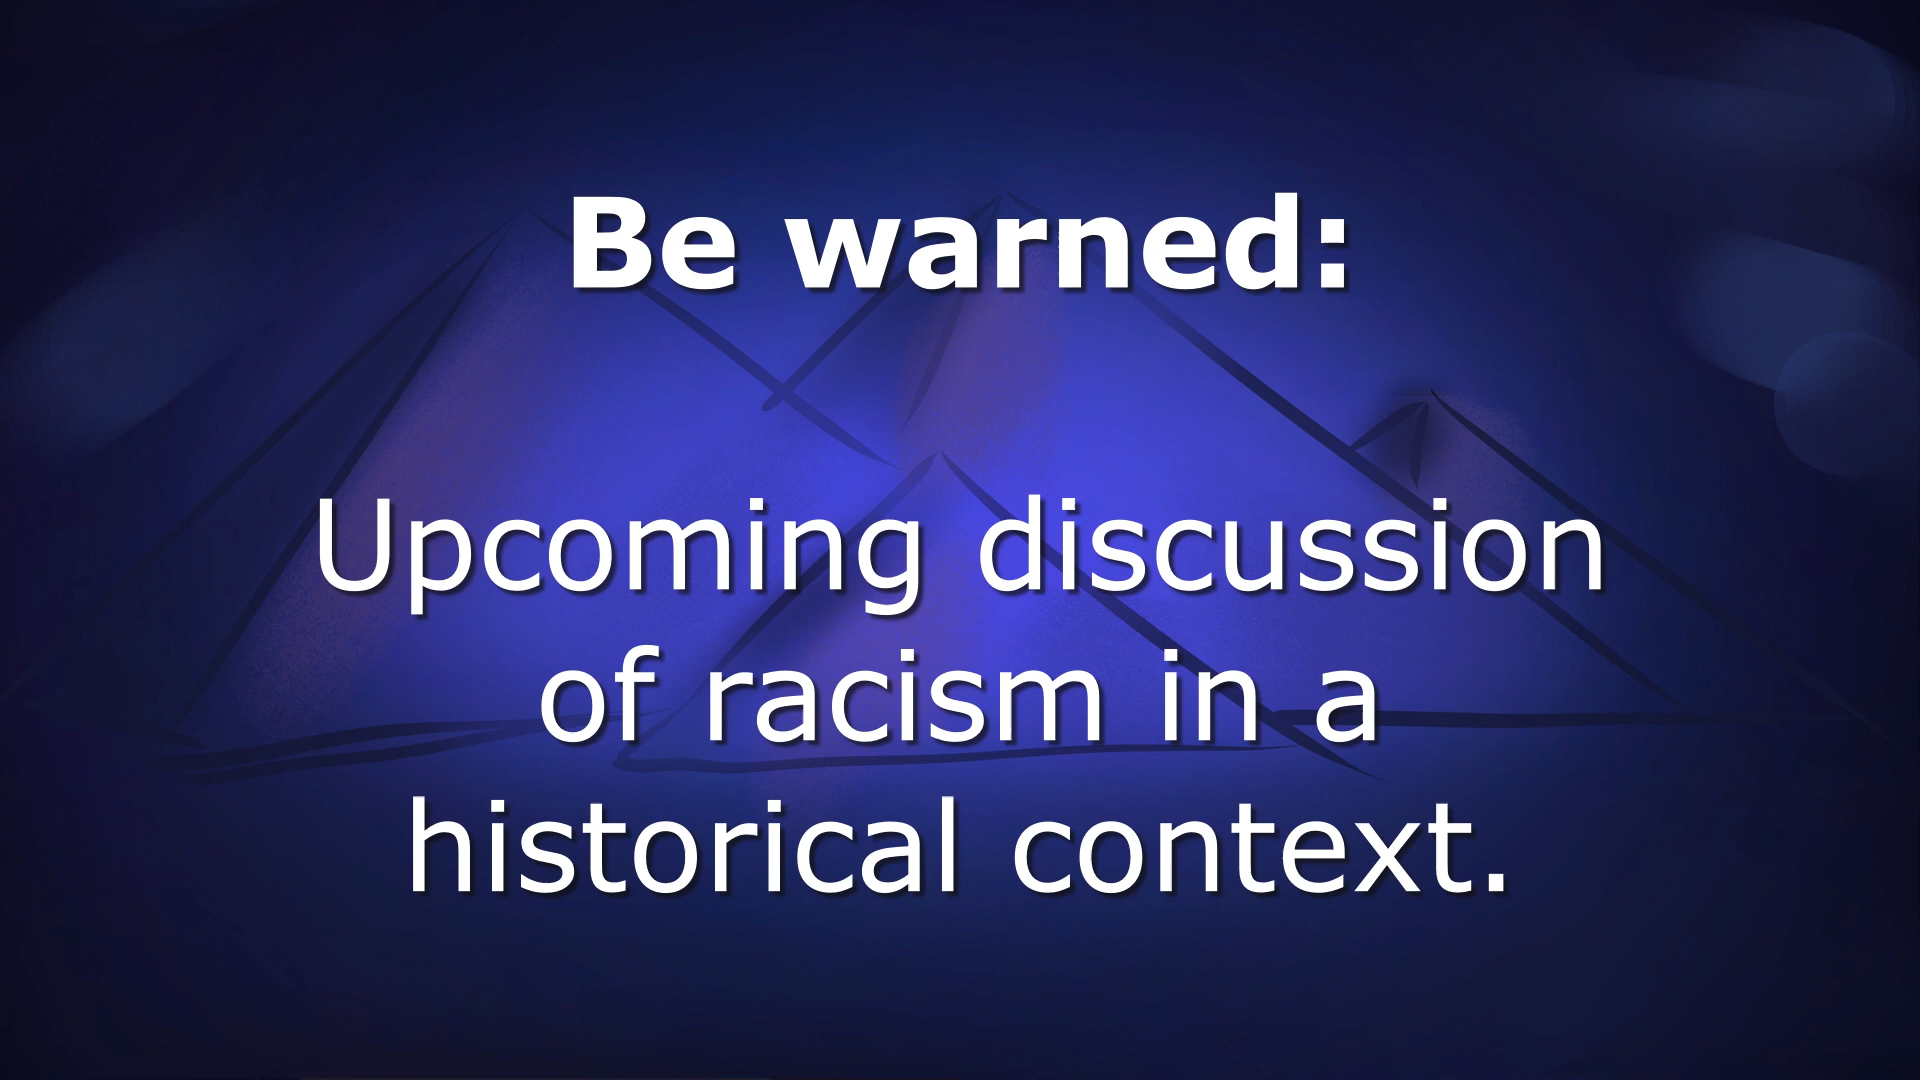 Be warned:
Upcoming discussion
of racism in a
historical context.